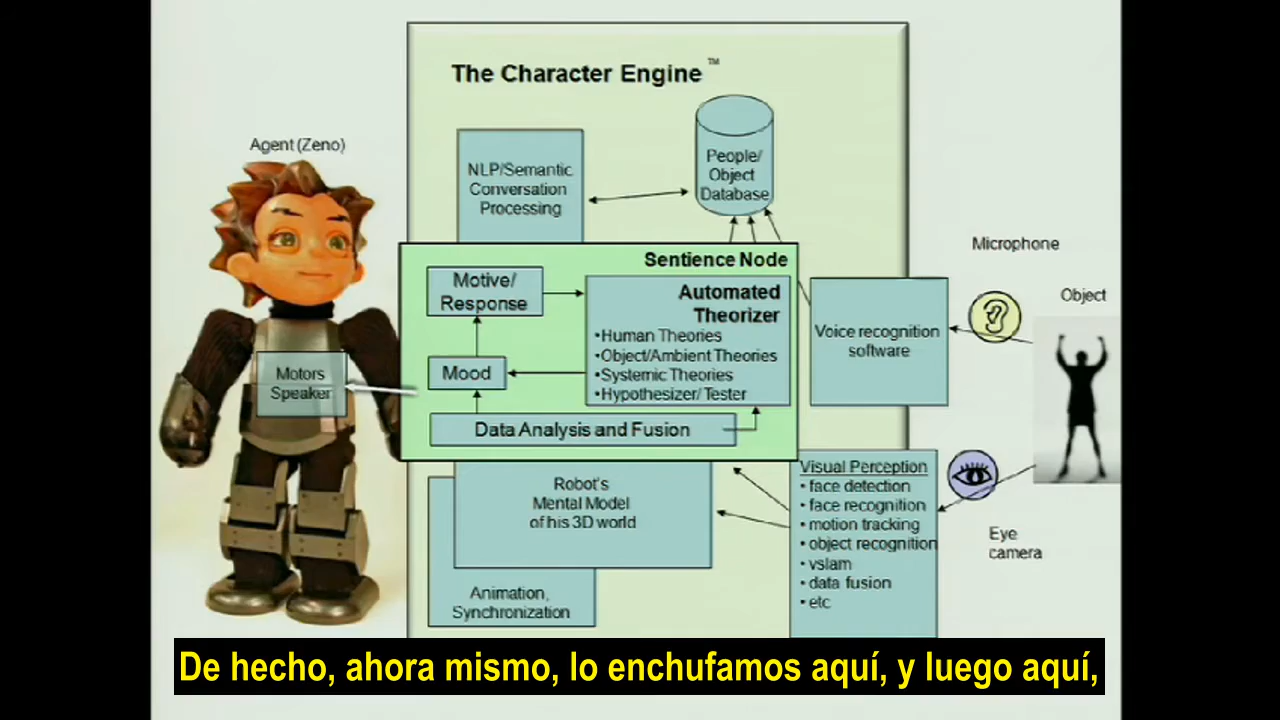 The Character Engine ™
Agent (Zeno)
NLP/Semantic
Conversation
Processing
People/
Object
Database
Sentience Node
Motive/
Response
Automated
Theorizer
•Human Theories
•Object/Ambient Theories
•Systemic Theories
•Hypothesizer/ Tester
Mood
Data Analysis and Fusion
Motors
Speaker
Voice recognition
software
Microphone
Object
Robot's
Mental Model
of his 3D world
Animation,
Synchronization
Visual Perception
• face detection
• face recognition
• motion tracking
• object recognition
• vslam
• data fusion
• etc
Eye
camera
De hecho, ahora mismo, lo enchufamos aquí, y luego aquí,